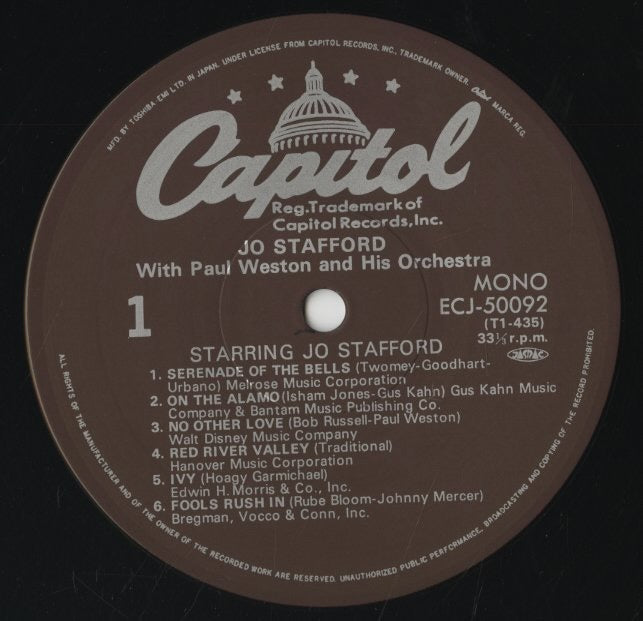 MFD. BY TOSHIBA EMI LTD. IN JAPAN. UNDER LICENSE FROM CAPITOL RECORDS, INC., TRADEMARK OWNER. Capitol MARCA REG.
Capitol
Reg.Trademark of
Capitol Records,Inc.
JO STAFFORD
With Paul Weston and His Orchestra
1
MONO
ECJ-50092
(T1-435)
33⅓ r.p.m.
JASRAC
STARRING JO STAFFORD
1. SERENADE OF THE BELLS (Twomey-Goodhart-
Urbano) Melrose Music Corporation
2. ON THE ALAMO (Isham Jones-Gus Kahn) Gus Kahn Music
Company & Bantam Music Publishing Co.
3. NO OTHER LOVE (Bob Russell-Paul Weston)
Walt Disney Music Company
4. RED RIVER VALLEY (Traditional)
Hanover Music Corporation
5. IVY (Hoagy Garmichael)
Edwin H. Morris & Co., Inc.
6. FOOLS RUSH IN (Rube Bloom-Johnny Mercer)
Bregman, Vocco & Conn, Inc.
ALL RIGHTS OF THE MANUFACTURER AND OF THE OWNER OF THE RECORDED WORK ARE RESERVED. UNAUTHORIZED PUBLIC PERFORMANCE, BROADCASTING AND COPYING OF THE RECORD PROHIBITED.